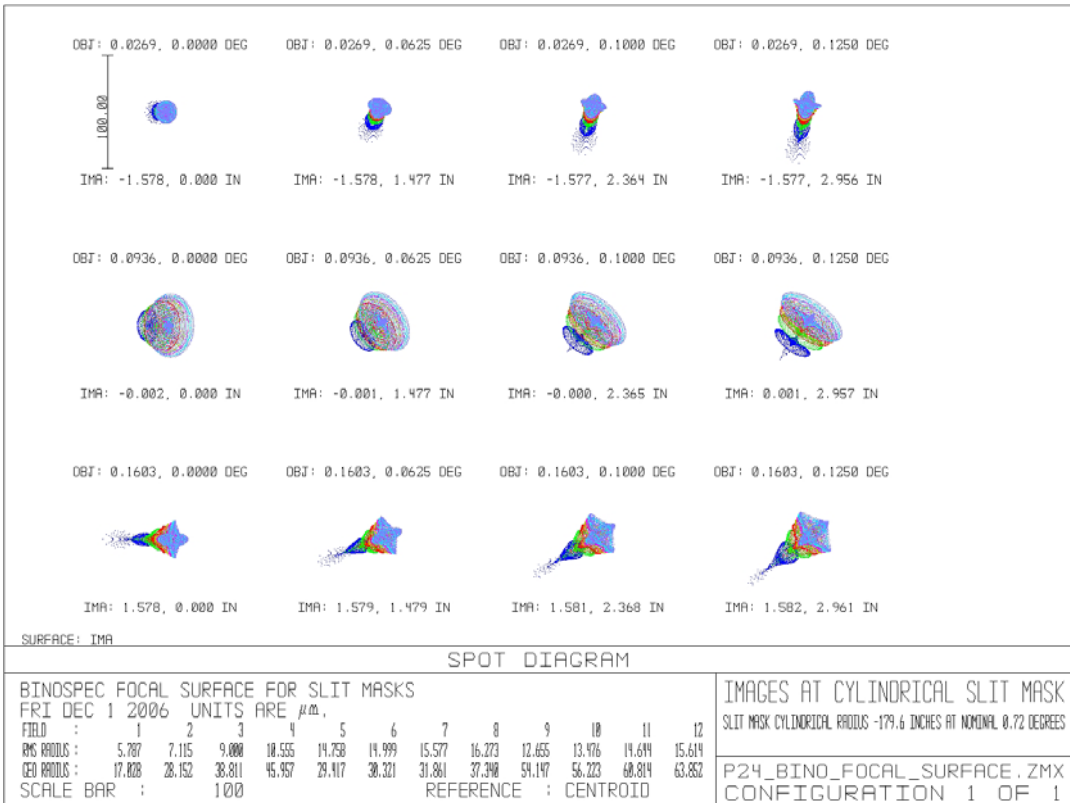 OBJ: 0.0269, 0.0000 DEG OBJ: 0.0269, 0.0625 DEG OBJ: 0.0269, 0.1000 DEG OBJ: 0.0269, 0.1250 DEG
100.00
IMA: -1.578, 0.000 IN IMA: -1.578, 1.477 IN IMA: -1.577, 2.364 IN IMA: -1.577, 2.956 IN
OBJ: 0.0936, 0.0000 DEG OBJ: 0.0936, 0.0625 DEG OBJ: 0.0936, 0.1000 DEG OBJ: 0.0936, 0.1250 DEG
IMA: -0.002, 0.000 IN IMA: -0.001, 1.477 IN IMA: -0.000, 2.365 IN IMA: 0.001, 2.957 IN
OBJ: 0.1603, 0.0000 DEG OBJ: 0.1603, 0.0625 DEG OBJ: 0.1603, 0.1000 DEG OBJ: 0.1603, 0.1250 DEG
IMA: 1.578, 0.000 IN IMA: 1.579, 1.479 IN IMA: 1.581, 2.368 IN IMA: 1.582, 2.961 IN
SURFACE: IMA
SPOT DIAGRAM
BINOSPEC FOCAL SURFACE FOR SLIT MASKS
FRI DEC 1 2006 UNITS ARE µm.
FIELD : 1 2 3 4 5 6 7 8 9 10 11 12
RMS RADIUS : 5.787 7.115 9.000 10.555 14.758 14.999 15.577 16.273 12.655 13.476 14.644 15.614
GEO RADIUS : 17.028 28.152 38.811 45.957 29.417 30.321 31.861 37.340 54.147 56.223 60.814 63.852
SCALE BAR : 100 REFERENCE : CENTROID
IMAGES AT CYLINDRICAL SLIT MASK
SLIT MASK CYLINDRICAL RADIUS -179.6 INCHES AT NOMINAL 0.72 DEGREES
P24_BINO_FOCAL_SURFACE.ZMX
CONFIGURATION 1 OF 1